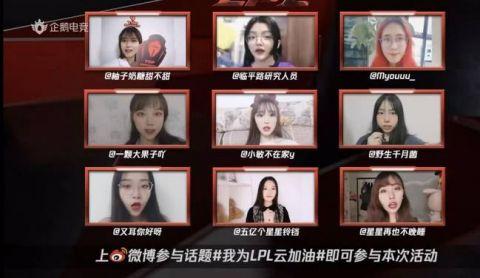 企鹅电竞
@柚子奶糖甜不甜
@临平路研究人员
@Myouuu_
@一颗大果子吖
@小敏不在家y
@野生千月菌
@又耳你好呀
@五亿个星星铃铛
@星星再也不晚睡
上微博参与话题#我为LPL云加油#即可参与本次活动